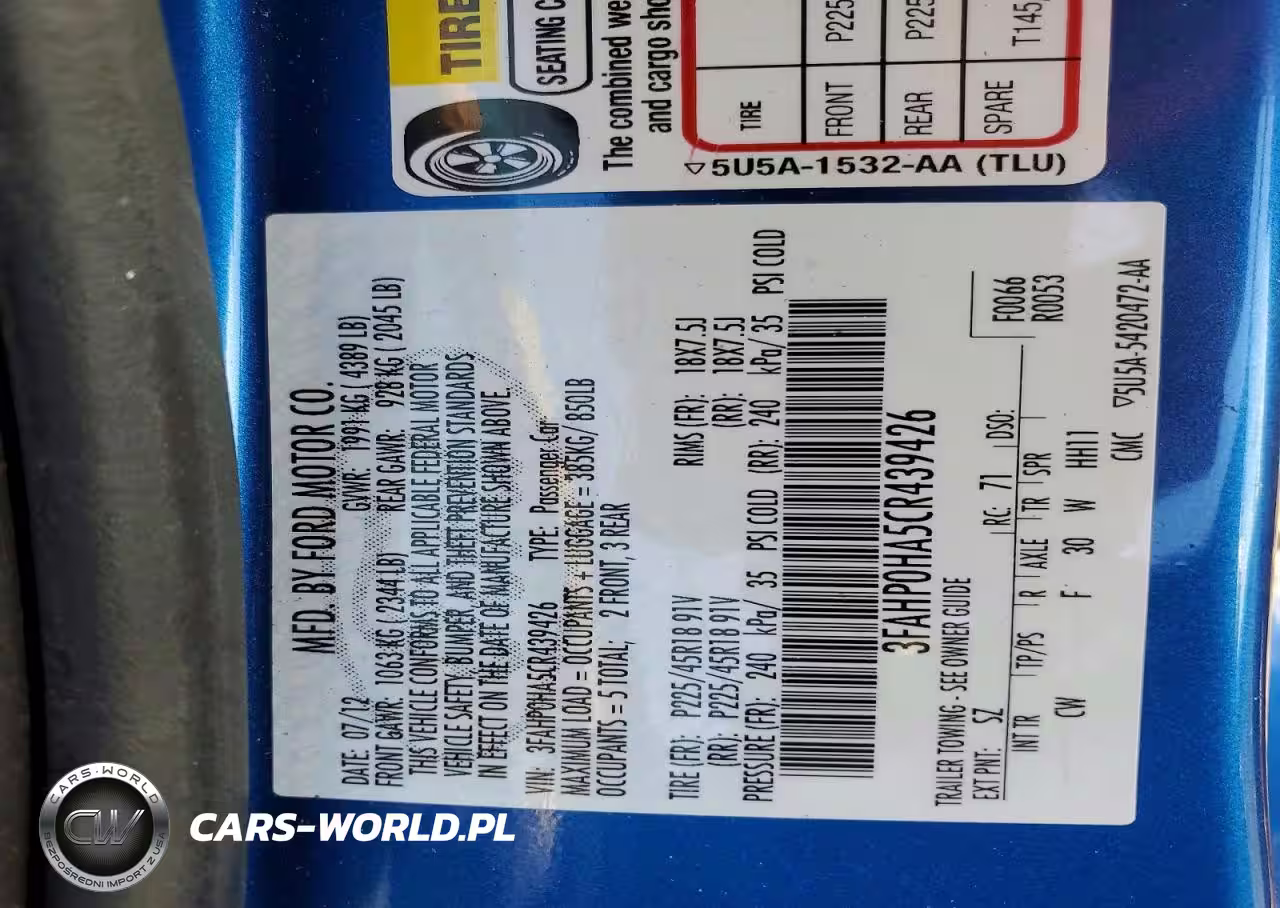 TIRE
SEATING C
The combined we
and cargo sho
TIRE
FRONT P225
REAR P225
SPARE T145
▽5U5A-1532-AA (TLU)
MFD. BY FORD MOTOR CO.
DATE: 07/12 GVWR: 1991 KG ( 4389 LB)
FRONT GAWR: 1063 KG ( 2344 LB) REAR GAWR: 928 KG ( 2045 LB)
THIS VEHICLE CONFORMS TO ALL APPLICABLE FEDERAL MOTOR
VEHICLE SAFETY, BUMPER, AND THEFT PREVENTION STANDARDS
IN EFFECT ON THE DATE OF MANUFACTURE SHOWN ABOVE.
VIN: 3FAHP0HA5CR439426 TYPE: Passenger Car
MAXIMUM LOAD = OCCUPANTS + LUGGAGE = 385KG/ 850LB
OCCUPANTS = 5 TOTAL; 2 FRONT, 3 REAR
TIRE (FR): P225/45R18 91V RIMS (FR): 18X7.5J
(RR): P225/45R18 91V (RR): 18X7.5J
PRESSURE (FR): 240 kPa/ 35 PSI COLD (RR): 240 kPa/ 35 PSI COLD
3FAHP0HA5CR439426
TRAILER TOWING - SEE OWNER GUIDE
EXT PNT: SZ RC: 71 DSO: F0066
R0053
INT TR TP/PS R AXLE TR SPR
CW F 30 W HH11
CMC ▽5U5A-5420472-AA
CARS-WORLD
CW
BEZPOŚREDNI IMPORT Z USA
CARS-WORLD.PL